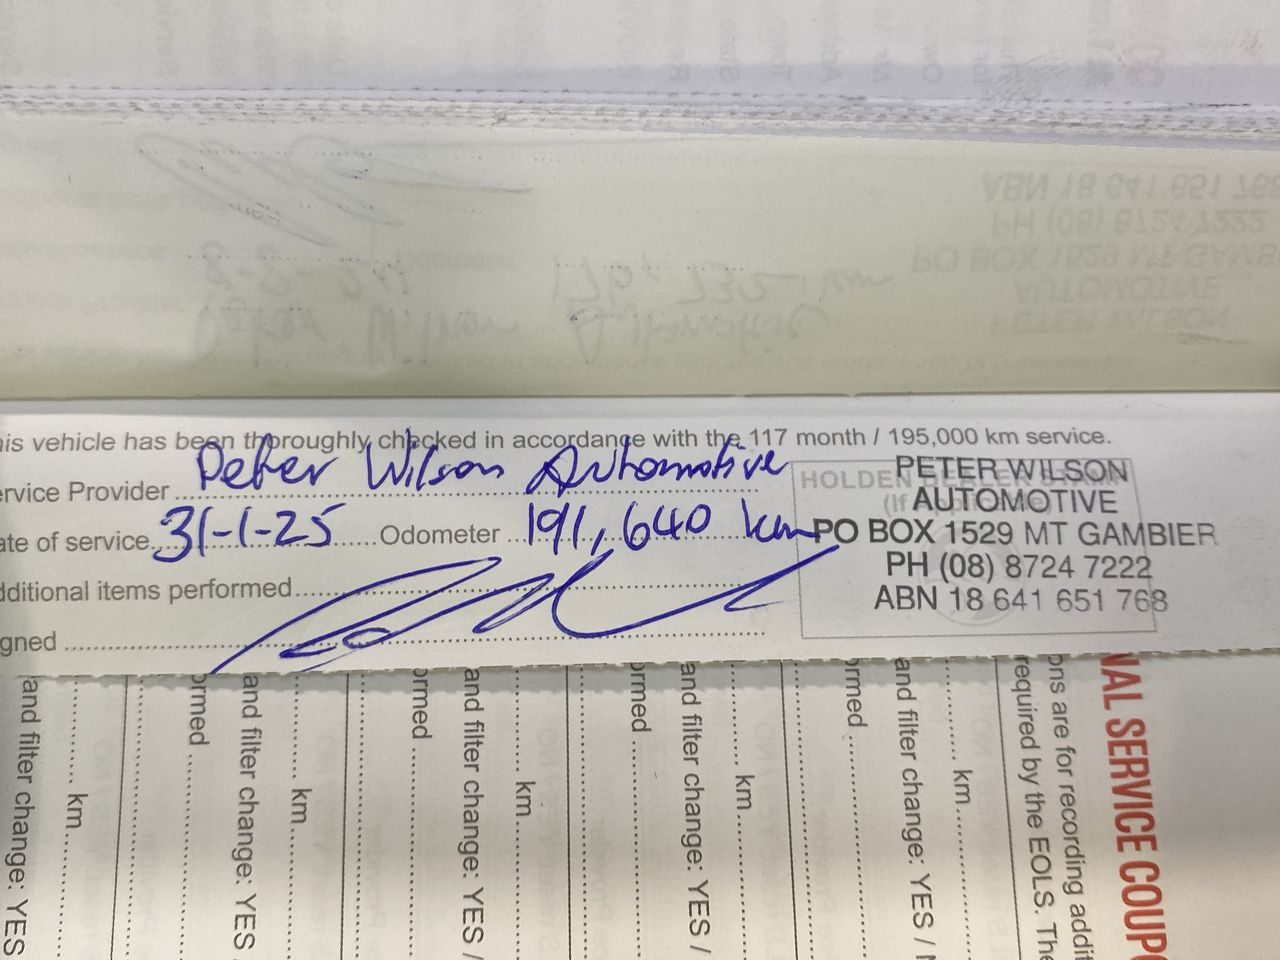 is vehicle has been thoroughly checked in accordance with the 117 month / 195,000 km service.
rvice Provider Peter Wilson Automotive
ate of service 31-1-25 Odometer 191,640 km
dditional items performed
gned
HOLDEN DEALER
(If
PETER WILSON
AUTOMOTIVE
PO BOX 1529 MT GAMBIER
PH (08) 8724 7222
ABN 18 641 651 768
NAL SERVICE COUP
ons are for recording addit
required by the EOLS. The
km
and filter change: YES / N
ormed
km
and filter change: YES /
ormed
km
and filter change: YES /
ormed
km
and filter change: YES /
ormed
km
and filter change: YES